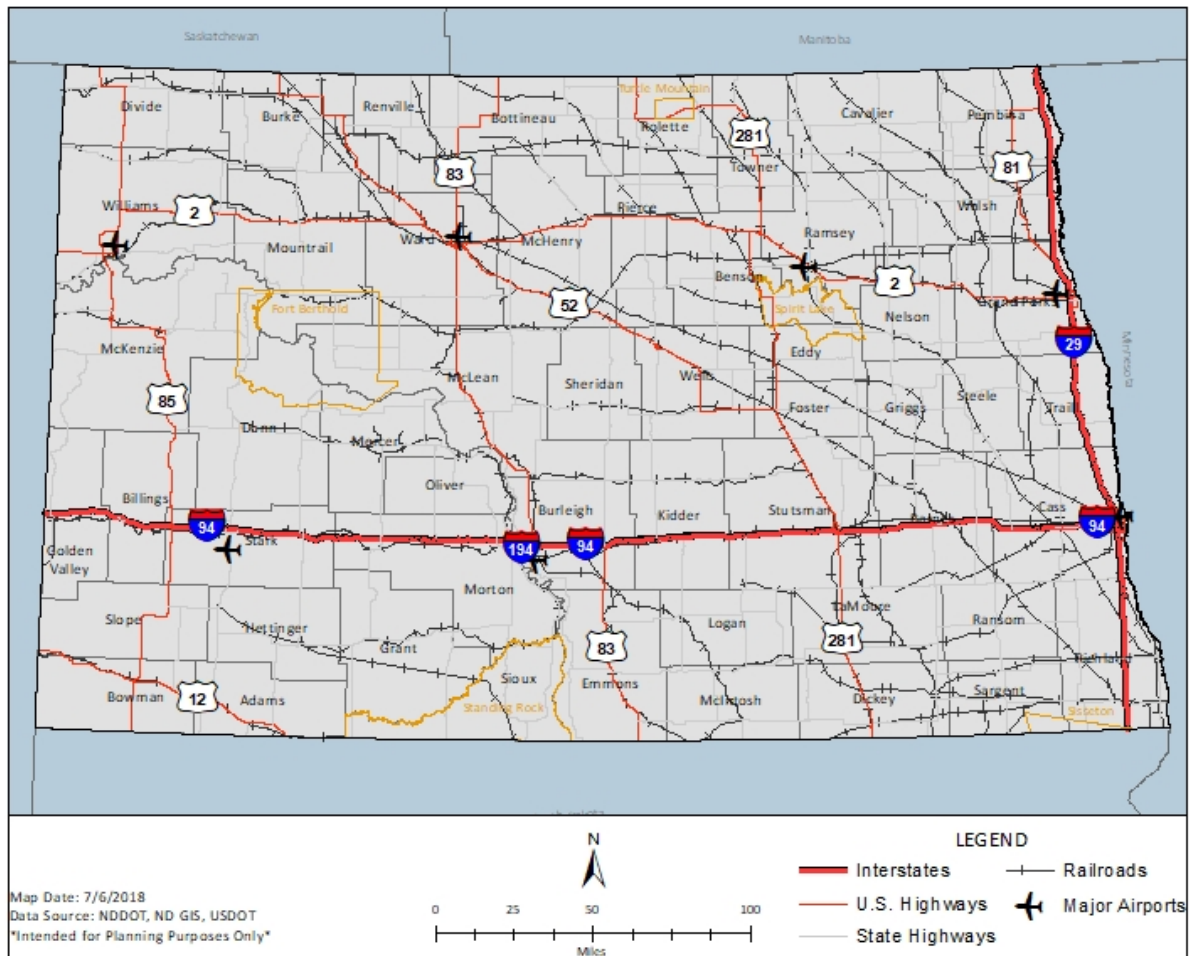 Saskatchewan
Manitoba
Turtle Mountain
Divide
Burke
Renville
Bottineau
Rolette
Cavalier
Pembina
281
Towner
83
81
Williams
2
Pierce
Walsh
Mountrail
Ward
McHenry
Ramsey
Benson
2
Fort Berthold
52
Spirit Lake
Grand Forks
Nelson
29
Minnesota
McKenzie
Eddy
McLean
Sheridan
Wells
85
Foster
Griggs
Steele
Traill
Dunn
Mercer
Oliver
Billings
Burleigh
Kidder
Stutsman
Cass
94
94
Stark
194
94
Golden
Valley
Morton
Slope
Hettinger
Grant
Logan
LaMoure
Ransom
83
281
Richland
Sioux
Emmons
Bowman
12
Adams
Standing Rock
McIntosh
Dickey
Sargent
Sisseton
N
LEGEND
Interstates
Railroads
U.S. Highways
Major Airports
State Highways
Map Date: 7/6/2018
Data Source: NDDOT, ND GIS, USDOT
*Intended for Planning Purposes Only*
0 25 50 100
Miles